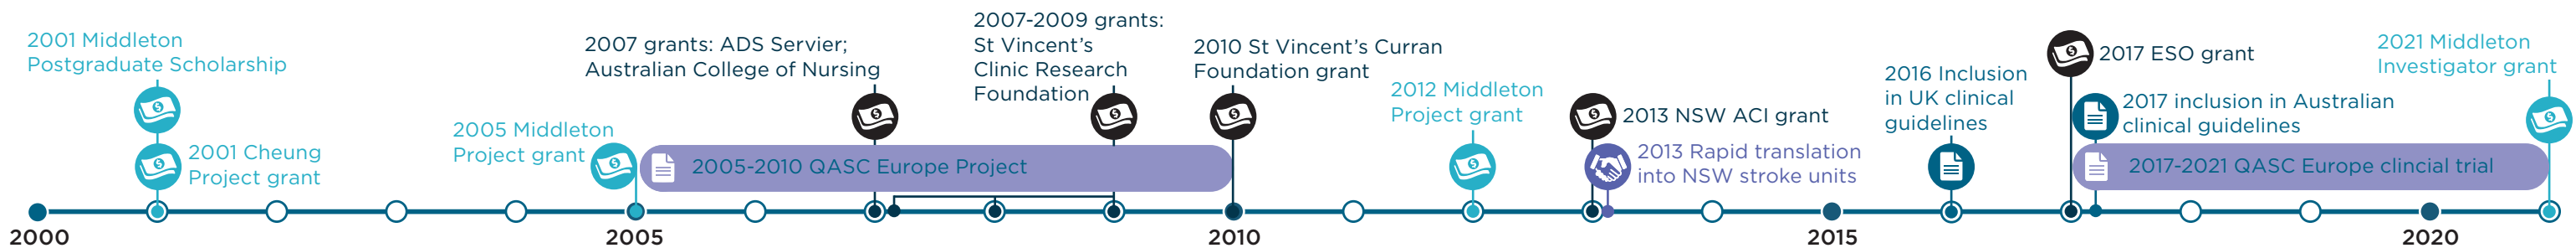 2001 Middleton
Postgraduate Scholarship
2001 Cheung
Project grant
2005 Middleton
Project grant
2005-2010 QASC Europe Project
2007 grants: ADS Servier;
Australian College of Nursing
2007-2009 grants:
St Vincent's
Clinic Research
Foundation
2010 St Vincent's Curran
Foundation grant
2012 Middleton
Project grant
2013 NSW ACI grant
2013 Rapid translation
into NSW stroke units
2016 Inclusion
in UK clinical
guidelines
2017 ESO grant
2017 inclusion in Australian
clinical guidelines
2017-2021 QASC Europe clincial trial
2021 Middleton
Investigator grant
2000
2005
2010
2015
2020